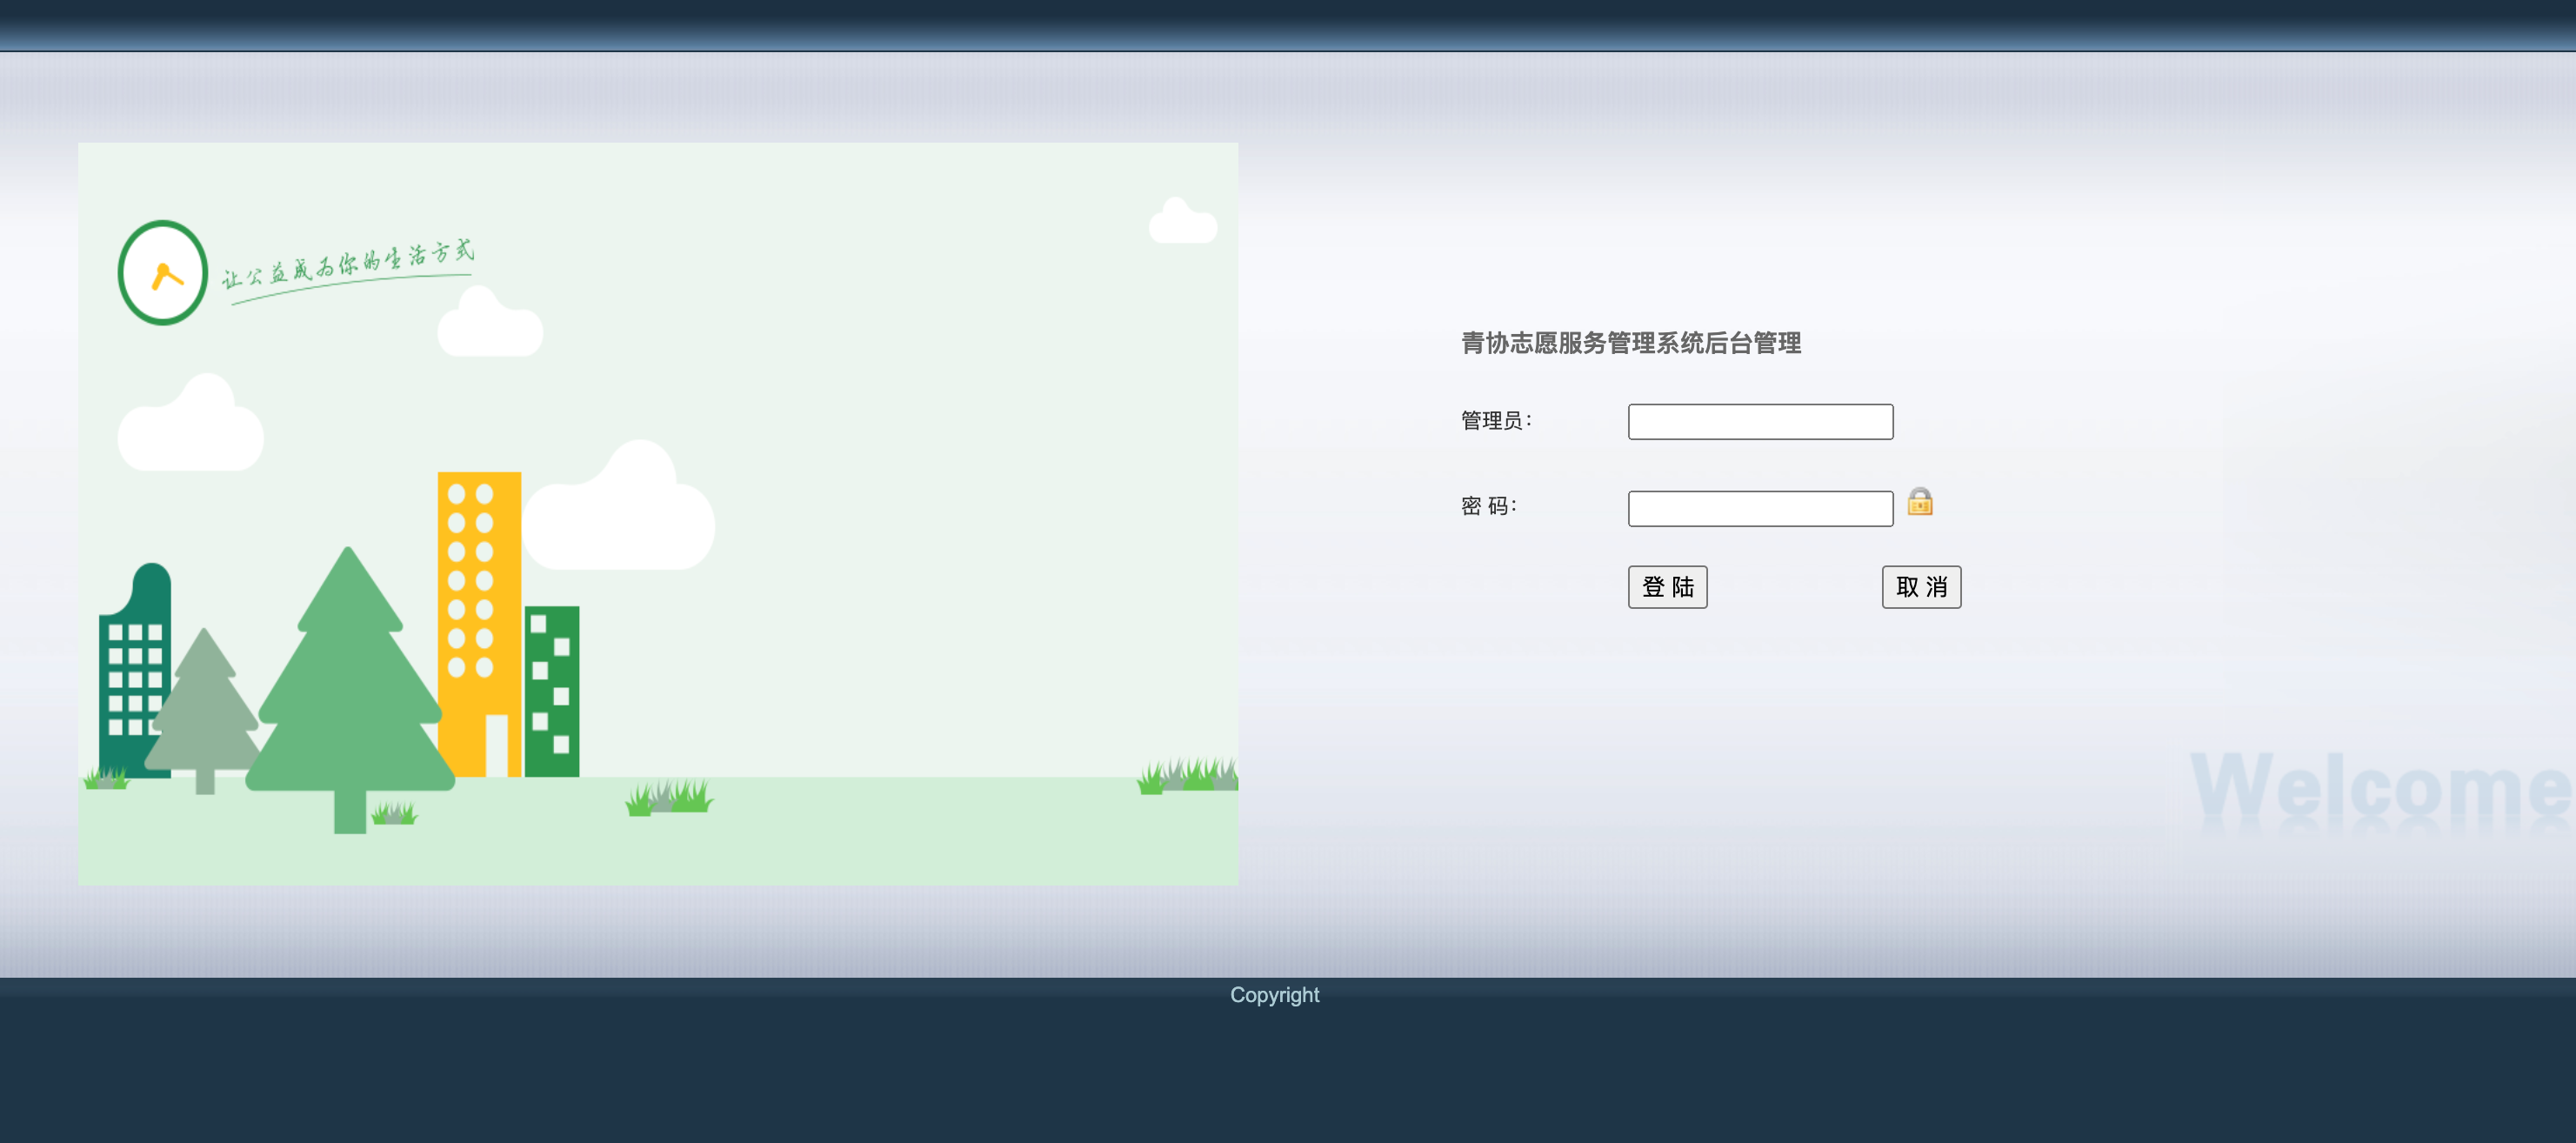 让公益成为你的生活方式
青协志愿服务管理系统后台管理
管理员：
密 码：
登 陆
取 消
Welcome
Copyright